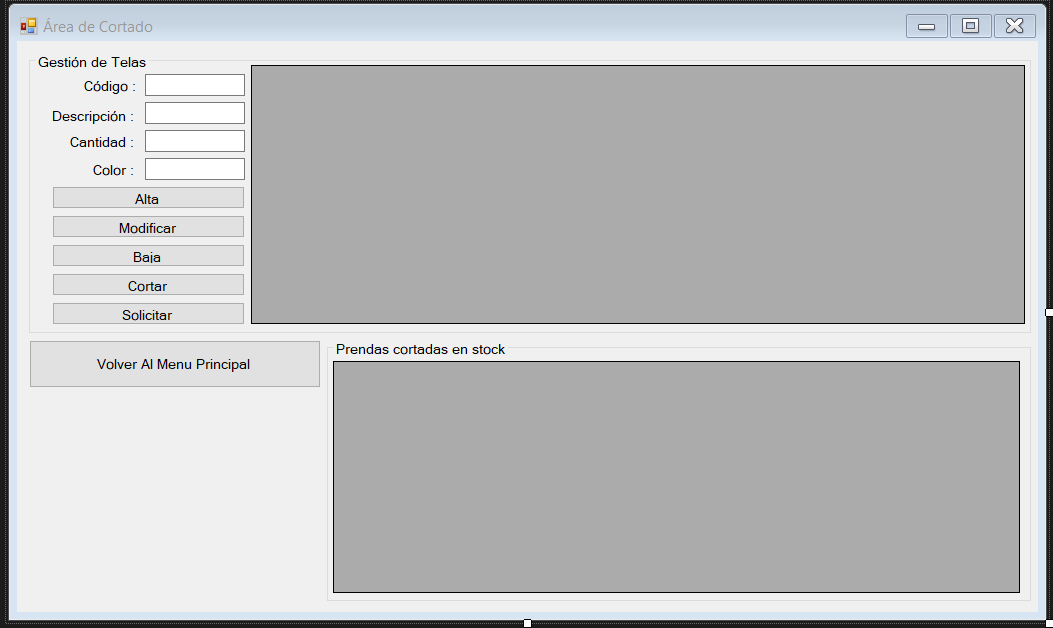 Área de Cortado
Gestión de Telas
Código :
Descripción :
Cantidad :
Color :
Alta
Modificar
Baja
Cortar
Solicitar
Volver Al Menu Principal
Prendas cortadas en stock